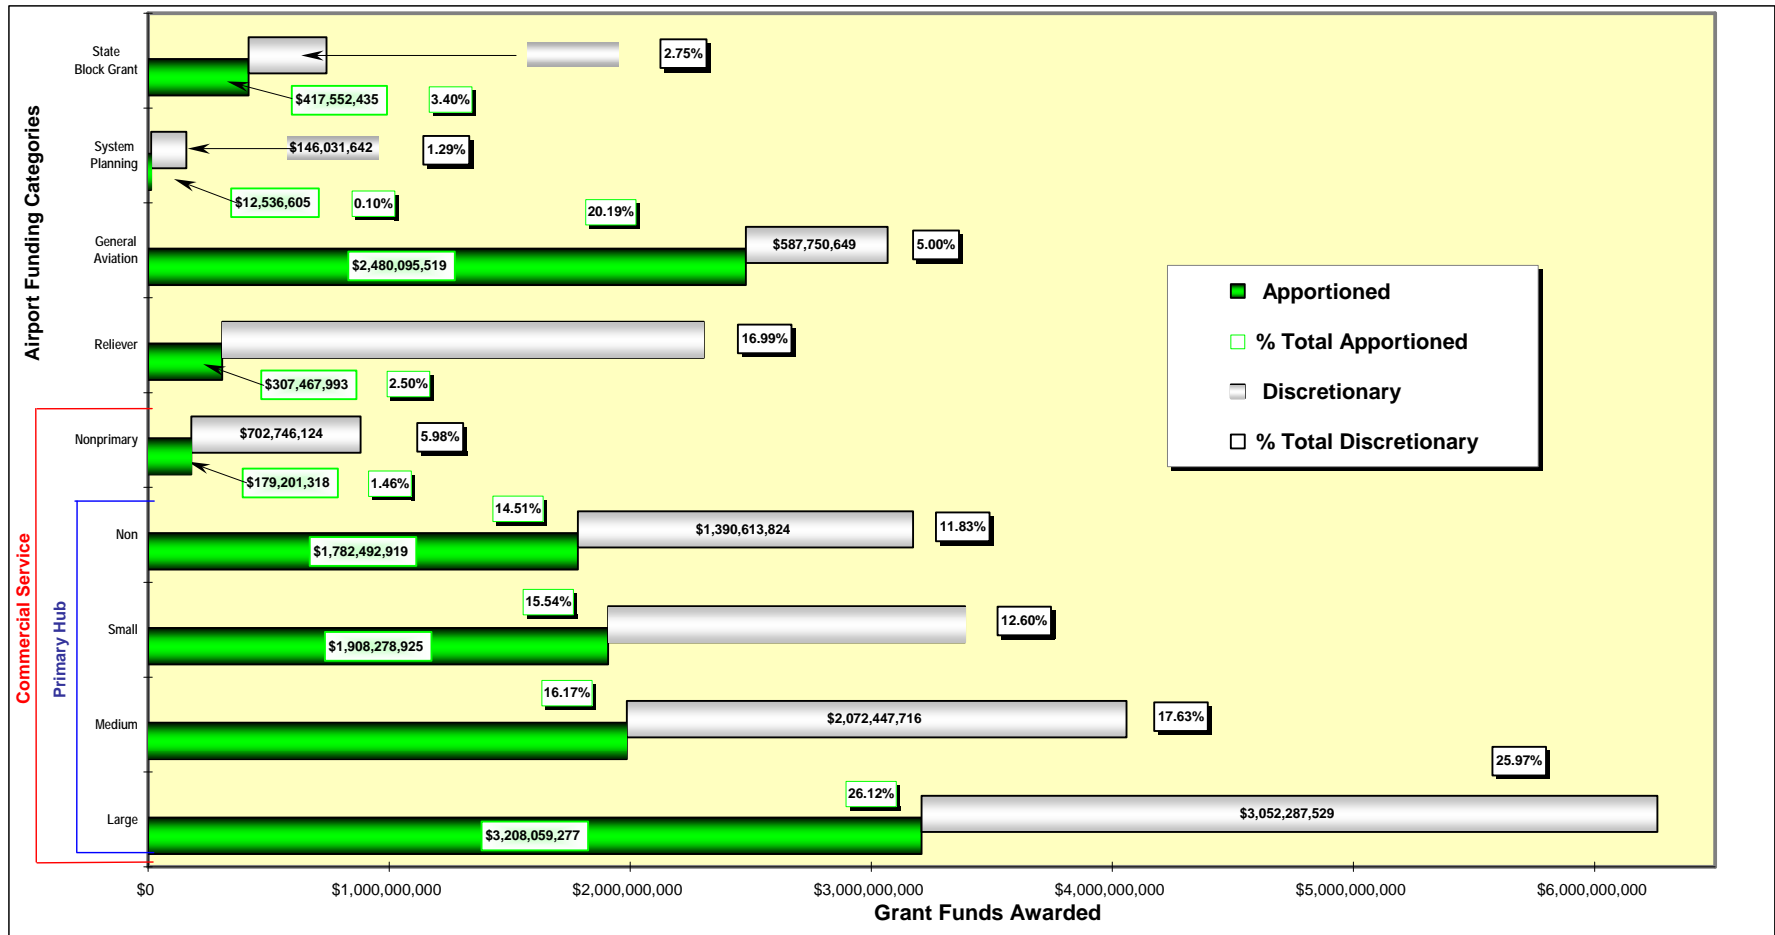 State
Block Grant
2.75%
$417,552,435
3.40%
System
Planning
$146,031,642
1.29%
$12,536,605
0.10%
General
Aviation
20.19%
$587,750,649
5.00%
$2,480,095,519
Reliever
16.99%
$307,467,993
2.50%
Nonprimary
$702,746,124
5.98%
$179,201,318
1.46%
Non
14.51%
$1,390,613,824
11.83%
$1,782,492,919
Small
15.54%
12.60%
$1,908,278,925
Medium
16.17%
$2,072,447,716
17.63%
Large
26.12%
25.97%
$3,052,287,529
$3,208,059,277
Airport Funding Categories
Commercial Service
Primary Hub
Apportioned
% Total Apportioned
Discretionary
% Total Discretionary
$0
$1,000,000,000
$2,000,000,000
$3,000,000,000
$4,000,000,000
$5,000,000,000
$6,000,000,000
Grant Funds Awarded